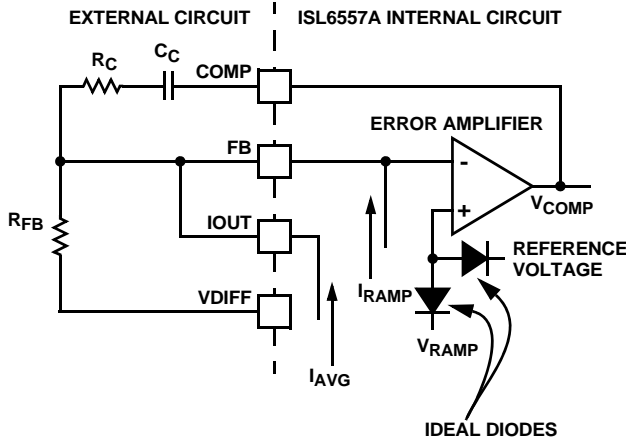 EXTERNAL CIRCUIT
ISL6557A INTERNAL CIRCUIT
RC
CC
COMP
ERROR AMPLIFIER
FB
-
+
VCOMP
RFB
IOUT
REFERENCE
VOLTAGE
IRAMP
VDIFF
VRAMP
IAVG
IDEAL DIODES